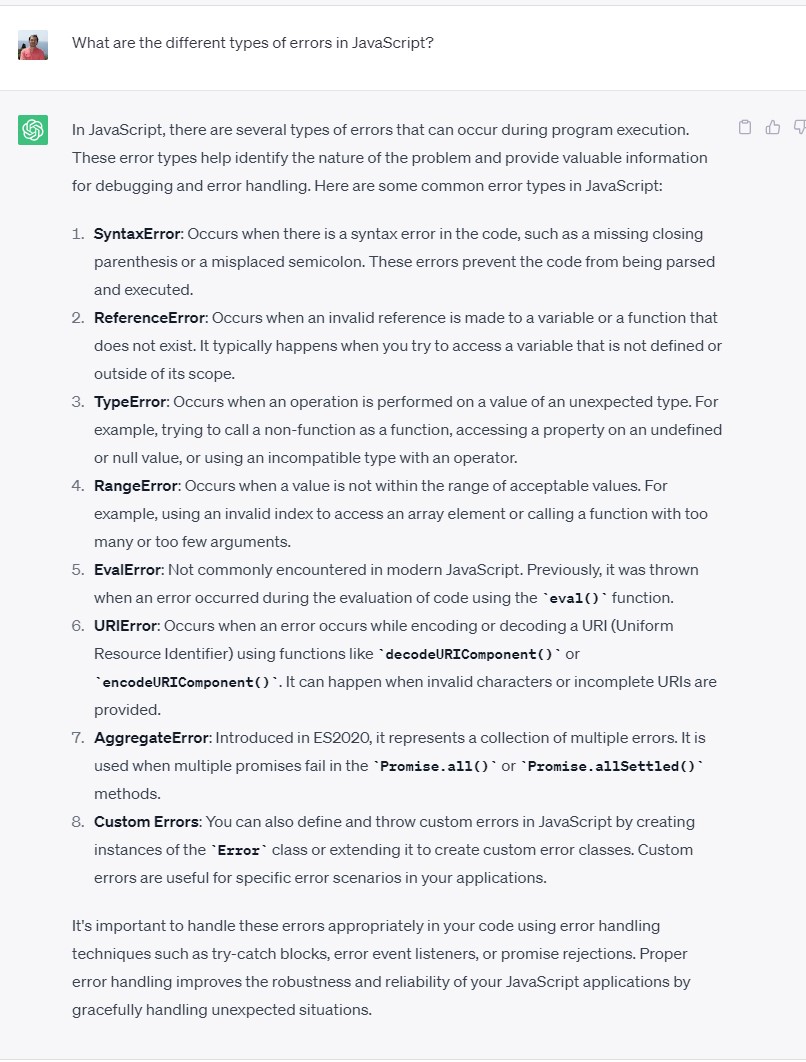 What are the different types of errors in JavaScript?
In JavaScript, there are several types of errors that can occur during program execution.
These error types help identify the nature of the problem and provide valuable information
for debugging and error handling. Here are some common error types in JavaScript:
1. SyntaxError: Occurs when there is a syntax error in the code, such as a missing closing
parenthesis or a misplaced semicolon. These errors prevent the code from being parsed
and executed.
2. ReferenceError: Occurs when an invalid reference is made to a variable or a function that
does not exist. It typically happens when you try to access a variable that is not defined or
outside of its scope.
3. TypeError: Occurs when an operation is performed on a value of an unexpected type. For
example, trying to call a non-function as a function, accessing a property on an undefined
or null value, or using an incompatible type with an operator.
4. RangeError: Occurs when a value is not within the range of acceptable values. For
example, using an invalid index to access an array element or calling a function with too
many or too few arguments.
5. EvalError: Not commonly encountered in modern JavaScript. Previously, it was thrown
when an error occurred during the evaluation of code using the `eval()` function.
6. URIError: Occurs when an error occurs while encoding or decoding a URI (Uniform
Resource Identifier) using functions like `decodeURIComponent()` or
`encodeURIComponent()`. It can happen when invalid characters or incomplete URIs are
provided.
7. AggregateError: Introduced in ES2020, it represents a collection of multiple errors. It is
used when multiple promises fail in the `Promise.all()` or `Promise.allSettled()`
methods.
8. Custom Errors: You can also define and throw custom errors in JavaScript by creating
instances of the `Error` class or extending it to create custom error classes. Custom
errors are useful for specific error scenarios in your applications.
It's important to handle these errors appropriately in your code using error handling
techniques such as try-catch blocks, error event listeners, or promise rejections. Proper
error handling improves the robustness and reliability of your JavaScript applications by
gracefully handling unexpected situations.